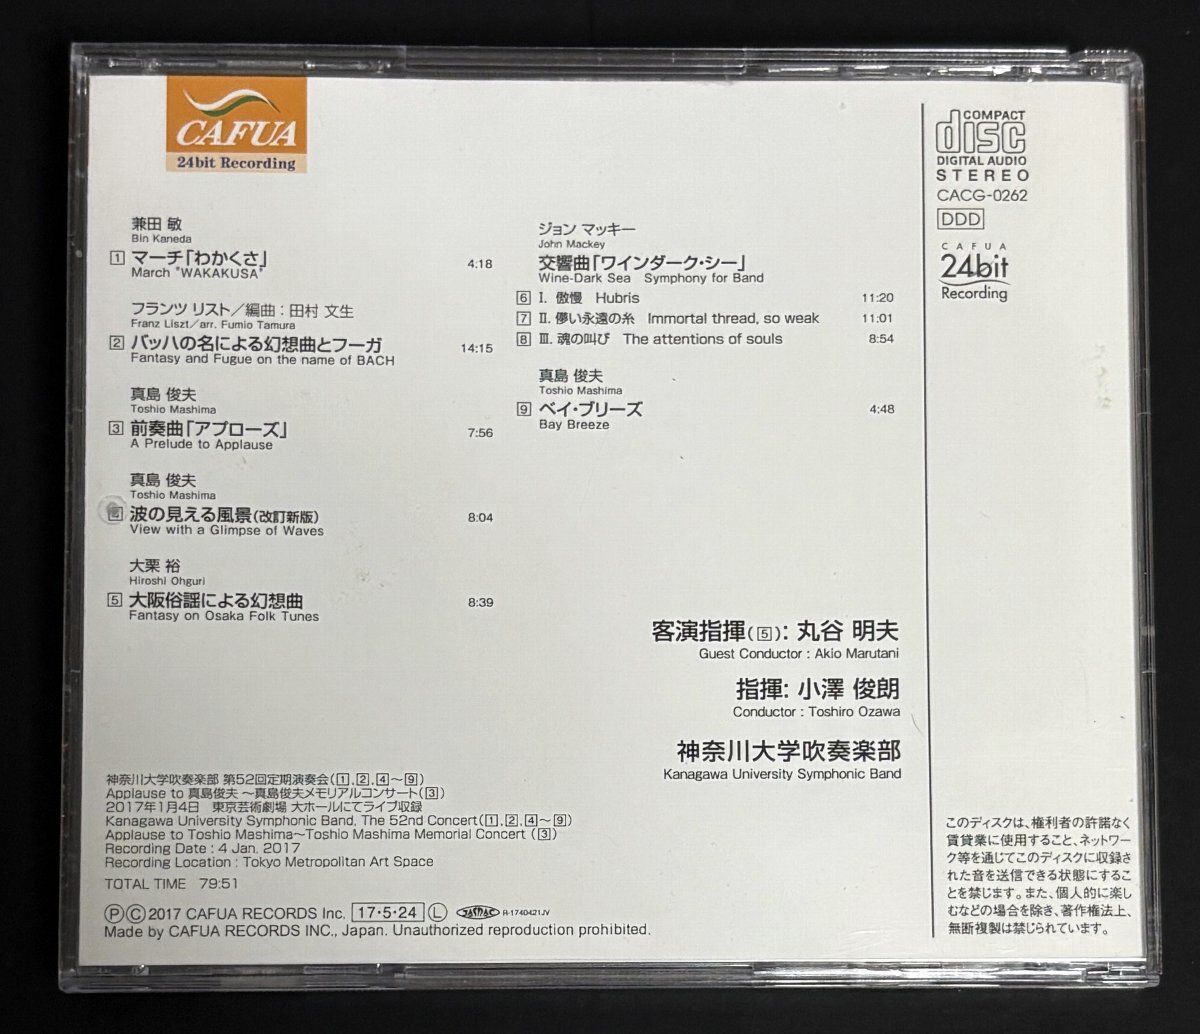 CAFUA
24bit Recording
兼田 敏
Bin Kaneda
1 マーチ「わかくさ」 4:18
March "WAKAKUSA"
フランツ リスト／編曲：田村 文生
Franz Liszt/arr. Fumio Tamura
2 バッハの名による幻想曲とフーガ 14:15
Fantasy and Fugue on the name of BACH
真島 俊夫
Toshio Mashima
3 前奏曲「アプローズ」 7:56
A Prelude to Applause
真島 俊夫
Toshio Mashima
4 波の見える風景(改訂新版) 8:04
View with a Glimpse of Waves
大栗 裕
Hiroshi Ohguri
5 大阪俗謡による幻想曲 8:39
Fantasy on Osaka Folk Tunes
ジョン マッキー
John Mackey
交響曲「ワインダーク・シー」
Wine-Dark Sea Symphony for Band
6 Ⅰ. 傲慢 Hubris 11:20
7 Ⅱ. 儚い永遠の糸 Immortal thread, so weak 11:01
8 Ⅲ. 魂の叫び The attentions of souls 8:54
真島 俊夫
Toshio Mashima
9 ベイ・ブリーズ 4:48
Bay Breeze
客演指揮(5): 丸谷 明夫
Guest Conductor : Akio Marutani
指揮: 小澤 俊朗
Conductor : Toshiro Ozawa
神奈川大学吹奏楽部
Kanagawa University Symphonic Band
神奈川大学吹奏楽部 第52回定期演奏会(1,2,4〜9)
Applause to 真島俊夫 〜真島俊夫メモリアルコンサート(3)
2017年1月4日 東京芸術劇場 大ホールにてライブ収録
Kanagawa University Symphonic Band, The 52nd Concert(1,2,4〜9)
Applause to Toshio Mashima〜Toshio Mashima Memorial Concert (3)
Recording Date : 4 Jan. 2017
Recording Location : Tokyo Metropolitan Art Space
TOTAL TIME 79:51
ⓅⒸ2017 CAFUA RECORDS Inc. 17・5・24 Ⓛ JASRAC R-1740421JV
Made by CAFUA RECORDS INC., Japan. Unauthorized reproduction prohibited.
COMPACT
disc
DIGITAL AUDIO
STEREO
CACG-0262
DDD
CAFUA
24bit
Recording
このディスクは、権利者の許諾なく
賃貸業に使用すること、ネットワー
ク等を通じてこのディスクに収録さ
れた音を送信できる状態にするこ
とを禁じます。また、個人的に楽し
むなどの場合を除き、著作権法上、
無断複製は禁じられています。